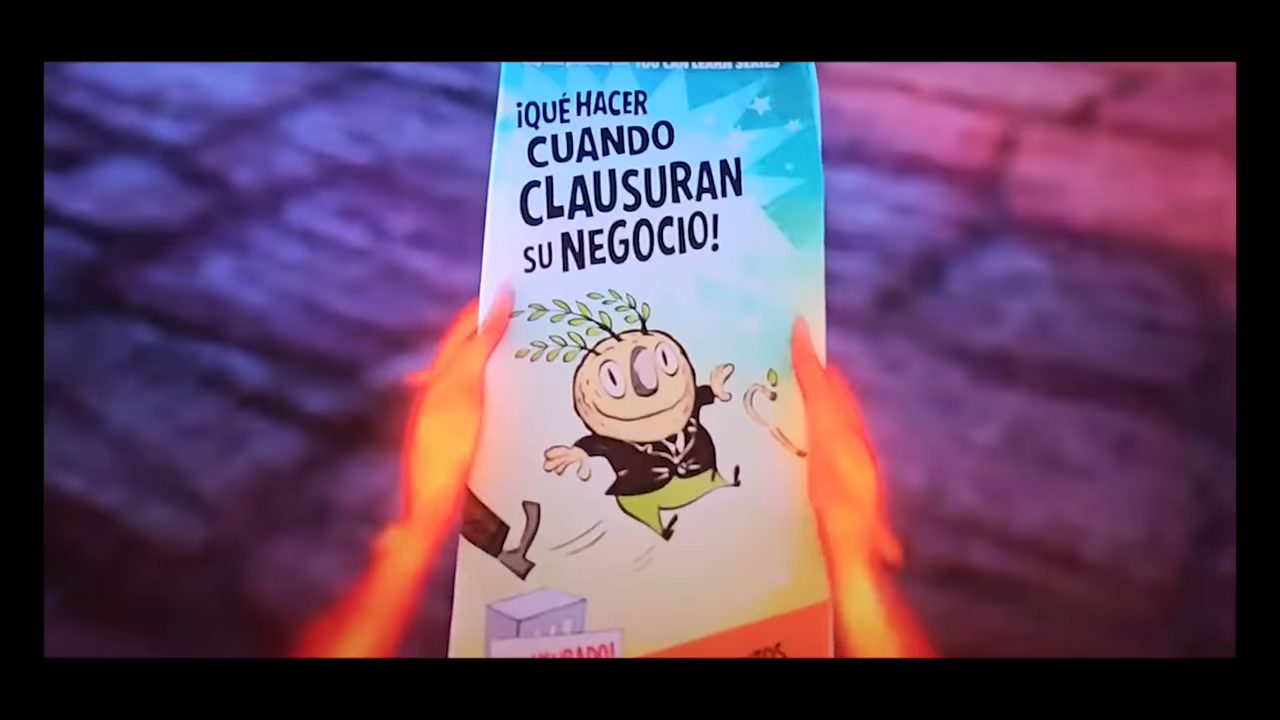 YOU CAN LEARN SERIES
¡QUÉ HACER
CUANDO
CLAUSURAN
SU NEGOCIO!